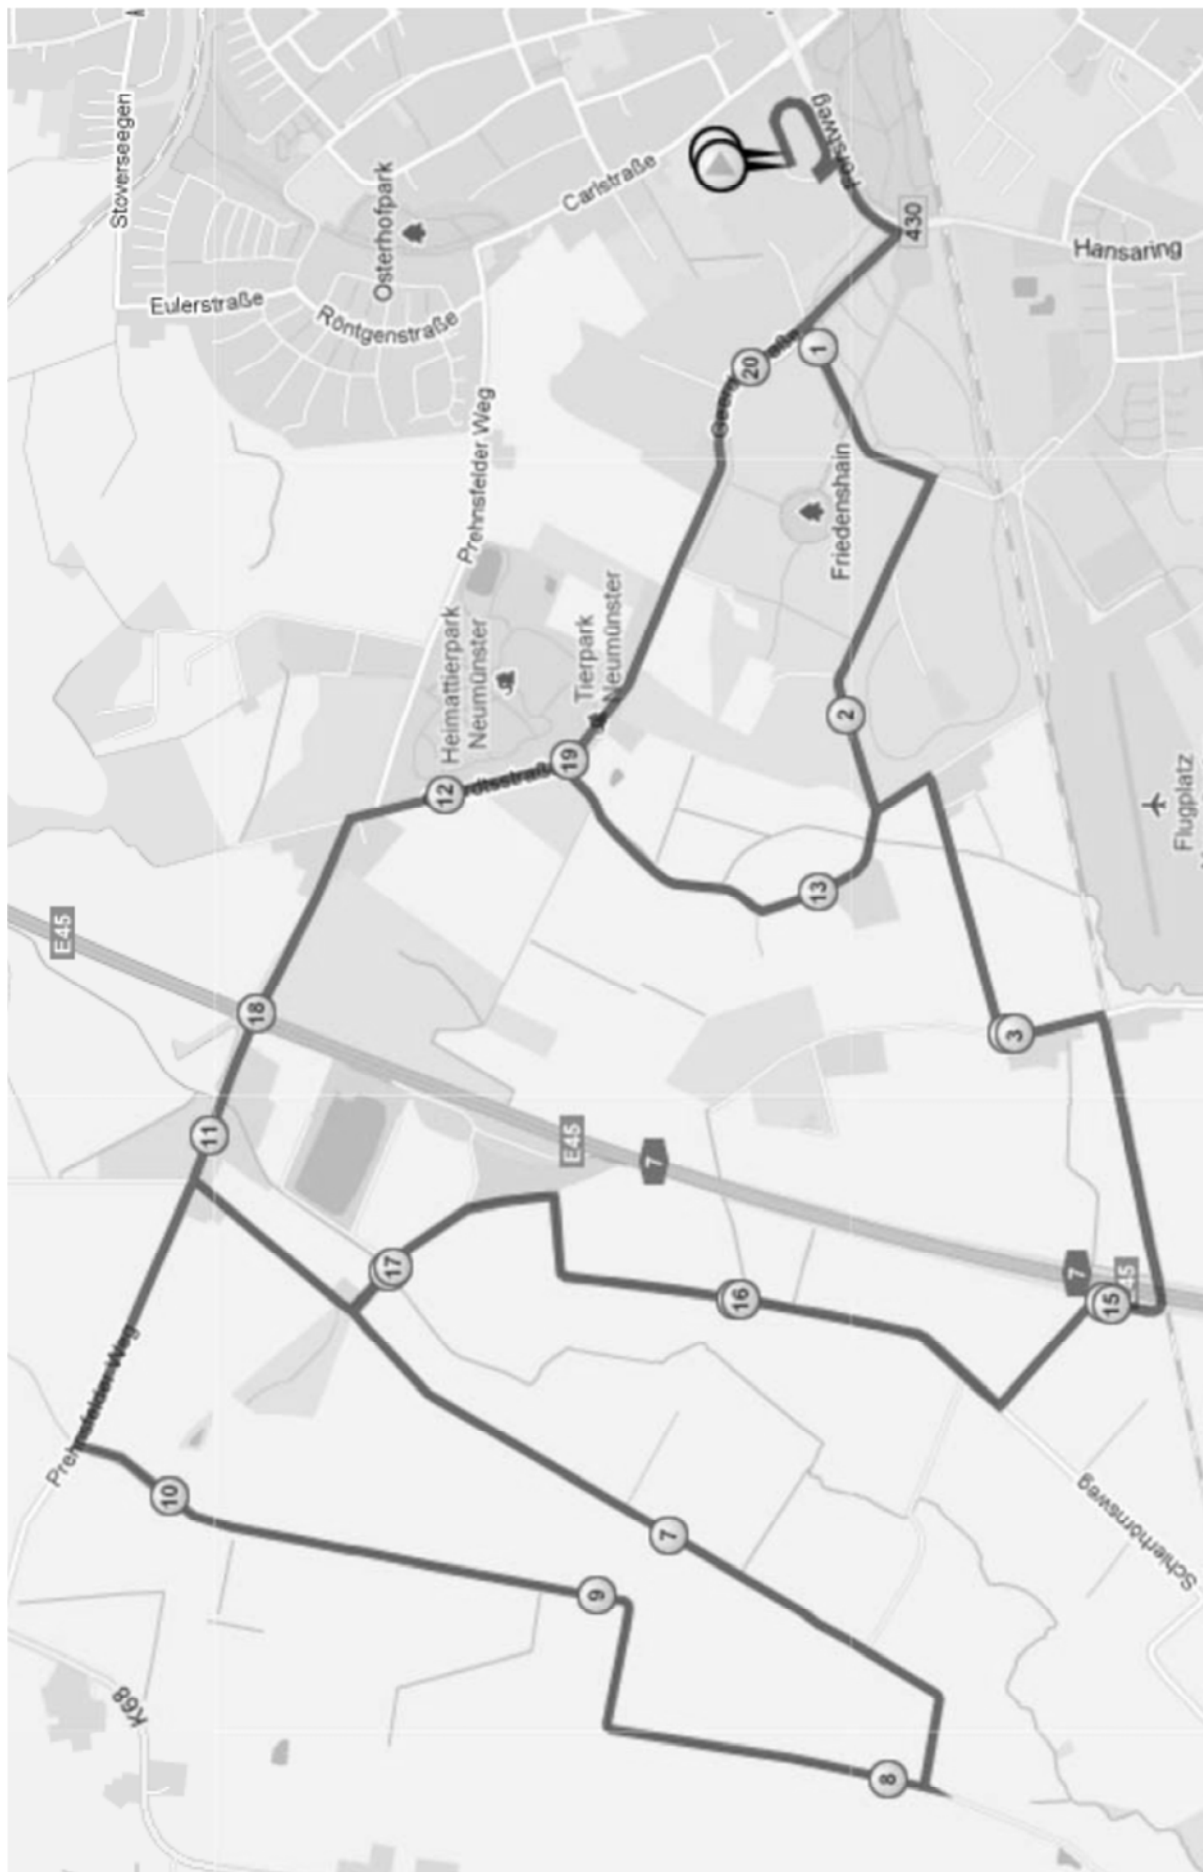 Stoverseegen
Eulerstraße
Osterhofpark
Röntgenstraße
Carlstraße
430
Hansaring
Prehnsfelder Weg
20
1
Friedenshain
Heimattierpark
Neumünster
Tierpark
Neumünster
12
19
2
13
Flugplatz
E45
18
3
11
E45
7
17
16
7
45
15
Prehnsfelder Weg
10
7
9
Schierhörnsweg
K68
8